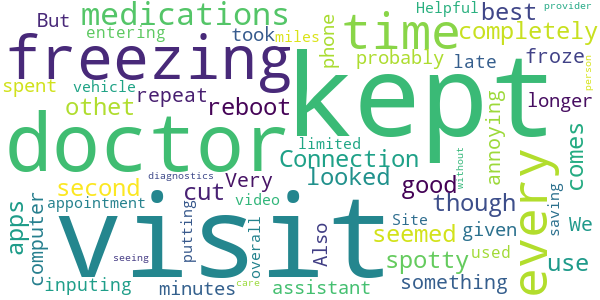 But
medications
Helpful
best
provider
entering
took
miles
phone
time
completely
freezing
kept
probably
late
froze
person
spent
vehicle
othet
repeat
reboot
longer
doctor
annoying
every
comes
limited
Connection
looked
without
second
diagnostics
cut
Very
good
though
saving
apps
computer
appointment
visit
putting
video
overall
Also
Site
given
used
We
seemed
spotty
use
seeing
inputing
minutes
care
assistant
something